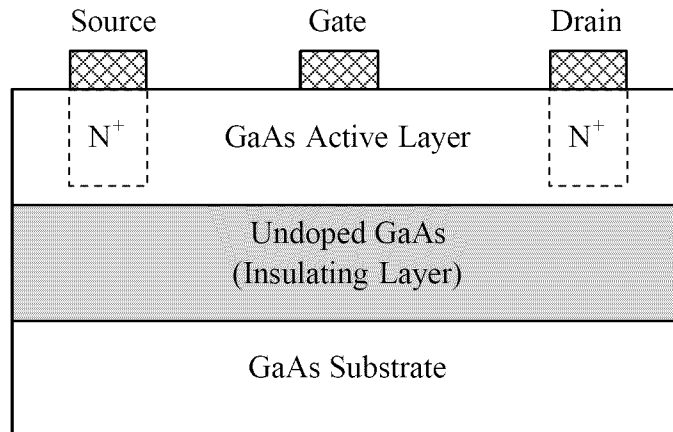 Source Gate Drain
N+ GaAs Active Layer N+
Undoped GaAs
(Insulating Layer)
GaAs Substrate